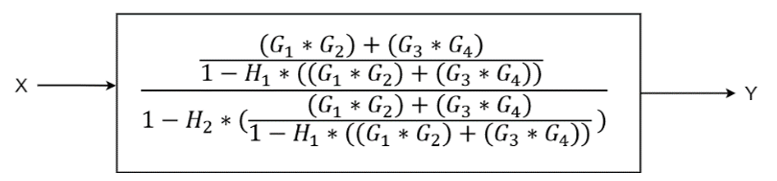 (G₁ * G₂) + (G₃ * G₄)
1 − H₁ * ((G₁ * G₂) + (G₃ * G₄))
X
1 − H₂ * ( (G₁ * G₂) + (G₃ * G₄)
1 − H₁ * ((G₁ * G₂) + (G₃ * G₄)) )
Y